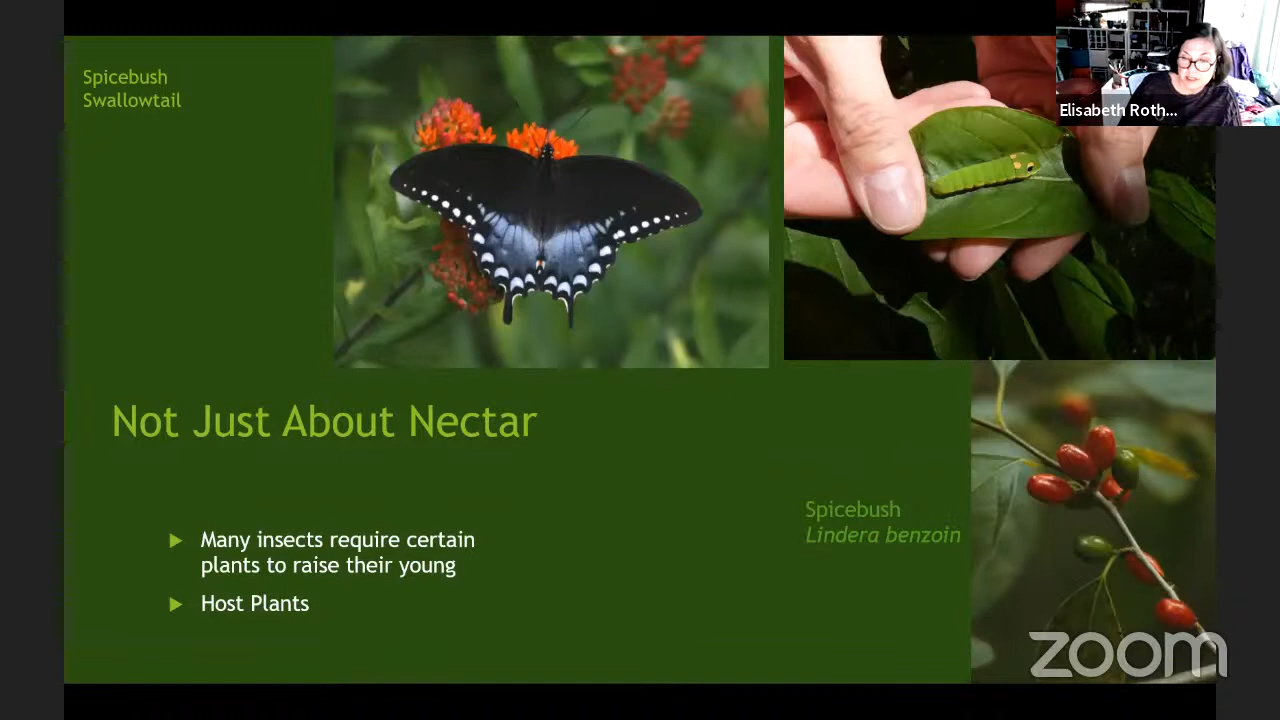 Spicebush
Swallowtail
Elisabeth Roth...
Not Just About Nectar
Spicebush
Lindera benzoin
Many insects require certain
plants to raise their young
Host Plants
zoom